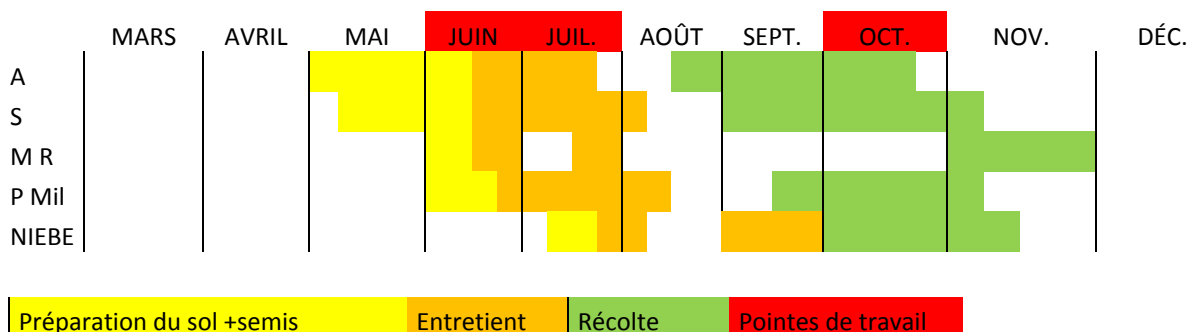 MARS AVRIL MAI JUIN JUIL. AOÛT SEPT. OCT. NOV. DÉC.
A
S
M R
P Mil
NIEBE
Préparation du sol +semis Entretient Récolte Pointes de travail